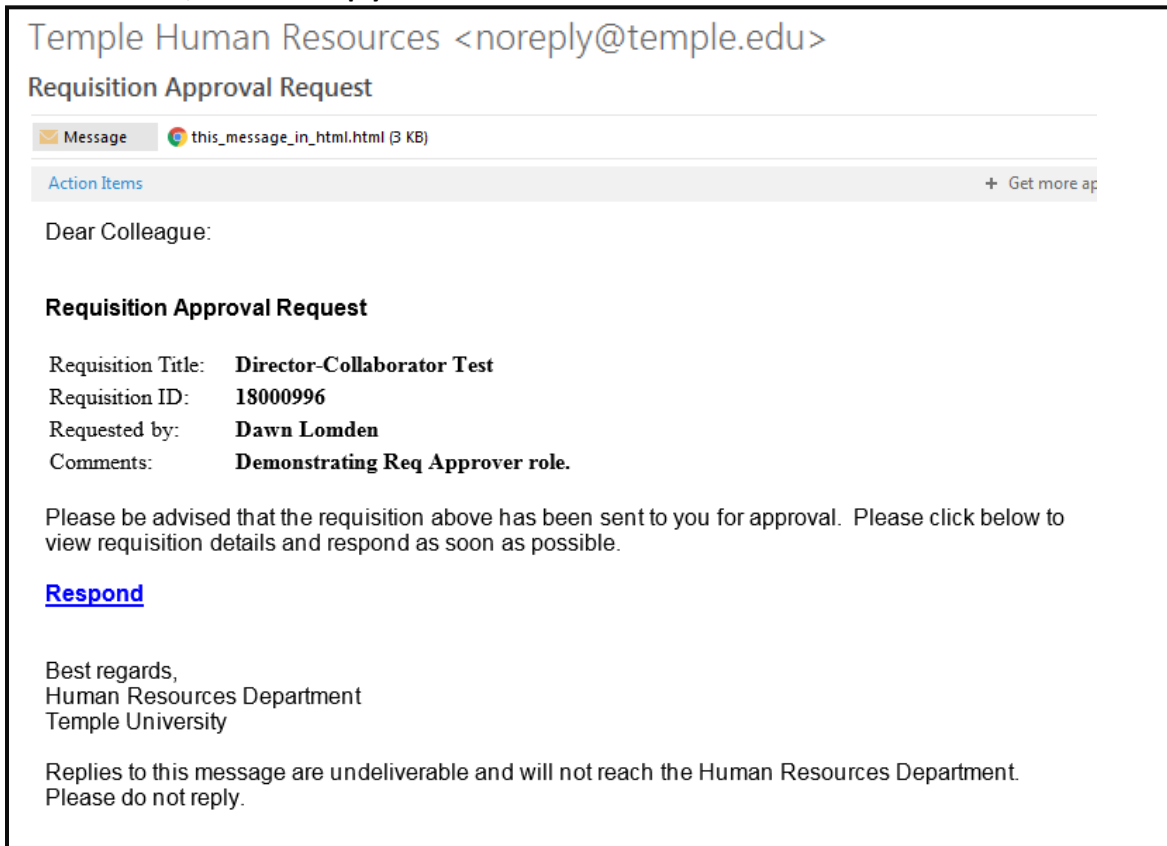 Temple Human Resources <noreply@temple.edu>
Requisition Approval Request
Message this_message_in_html.html (3 KB)
Action Items + Get more ap
Dear Colleague:
Requisition Approval Request
Requisition Title: Director-Collaborator Test
Requisition ID: 18000996
Requested by: Dawn Lomden
Comments: Demonstrating Req Approver role.
Please be advised that the requisition above has been sent to you for approval.  Please click below to
view requisition details and respond as soon as possible.
Respond
Best regards,
Human Resources Department
Temple University
Replies to this message are undeliverable and will not reach the Human Resources Department.
Please do not reply.